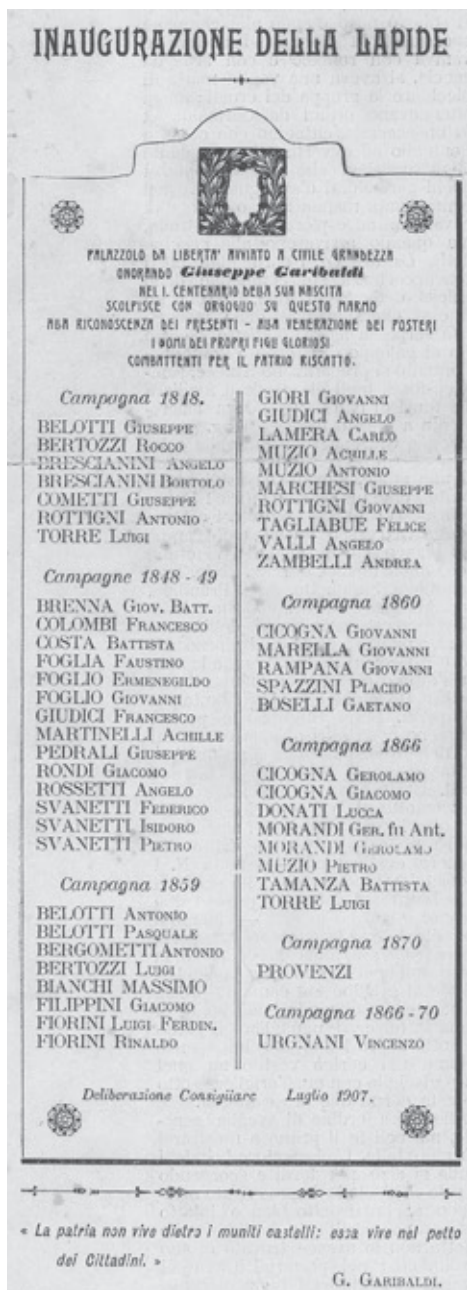 INAUGURAZIONE DELLA LAPIDE
PALAZZOLO DA LIBERTA' AVVIATO A CIVILE GRANDEZZA
ONORANDO Giuseppe Garibaldi
NEL I. CENTENARIO DELLA SUA NASCITA
SCOLPISCE CON ORGOGLIO SU QUESTO MARMO
ALLA RICONOSCENZA DEI PRESENTI - ALLA VENERAZIONE DEI POSTERI
I NOMI DEI PROPRI FIGLI GLORIOSI
COMBATTENTI PER IL PATRIO RISCATTO.
Campagna 1848.
BELOTTI GIUSEPPE
BERTOZZI ROCCO
BRESCIANINI ANGELO
BRESCIANINI BORTOLO
COMETTI GIUSEPPE
ROTTIGNI ANTONIO
TORRE LUIGI
Campagne 1848 - 49
BRENNA GIOV. BATT.
COLOMBI FRANCESCO
COSTA BATTISTA
FOGLIA FAUSTINO
FOGLIO ERMENEGILDO
FOGLIO GIOVANNI
GIUDICI FRANCESCO
MARTINELLI ACHILLE
PEDRALI GIUSEPPE
RONDI GIACOMO
ROSSETTI ANGELO
SVANETTI FEDERICO
SVANETTI ISIDORO
SVANETTI PIETRO
Campagna 1859
BELOTTI ANTONIO
BELOTTI PASQUALE
BERGOMETTI ANTONIO
BERTOZZI LUIGI
BIANCHI MASSIMO
FILIPPINI GIACOMO
FIORINI LUIGI FERDIN.
FIORINI RINALDO
GIORI GIOVANNI
GIUDICI ANGELO
LAMERA CARLO
MUZIO ACHILLE
MUZIO ANTONIO
MARCHESI GIUSEPPE
ROTTIGNI GIOVANNI
TAGLIABUE FELICE
VALLI ANGELO
ZAMBELLI ANDREA
Campagna 1860
CICOGNA GIOVANNI
MARELLA GIOVANNI
RAMPANA GIOVANNI
SPAZZINI PLACIDO
BOSELLI GAETANO
Campagna 1866
CICOGNA GEROLAMO
CICOGNA GIACOMO
DONATI LUCCA
MORANDI GER. fu Ant.
MORANDI GEROLAMO
MUZIO PIETRO
TAMANZA BATTISTA
TORRE LUIGI
Campagna 1870
PROVENZI
Campagna 1866 - 70
URGNANI VINCENZO
Deliberazione Consigliare Luglio 1907.
« La patria non vive dietro i muniti castelli: essa vive nel petto
dei Cittadini. »
G. GARIBALDI.